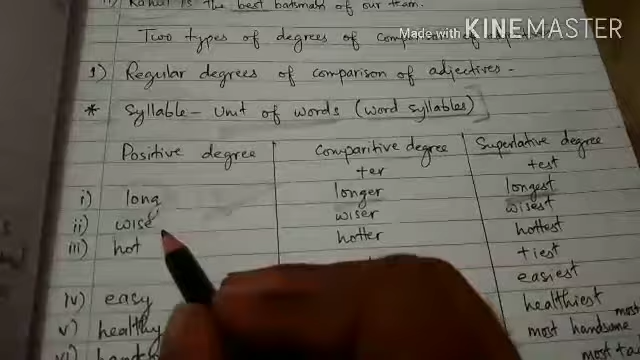 Rahul is the best batsman of our team.
Made with KINEMASTER
Two types of degrees of
1) Regular degrees of comparison of adjectives.
* Syllable – Unit of words (word syllables)
Positive degree Comparitive degree Superlative degree
+er +est
i) long longer longest
ii) wise wiser wisest
iii) hot hotter hottest
+iest
easiest
iv) easy healthiest
v) healthy most handsome most